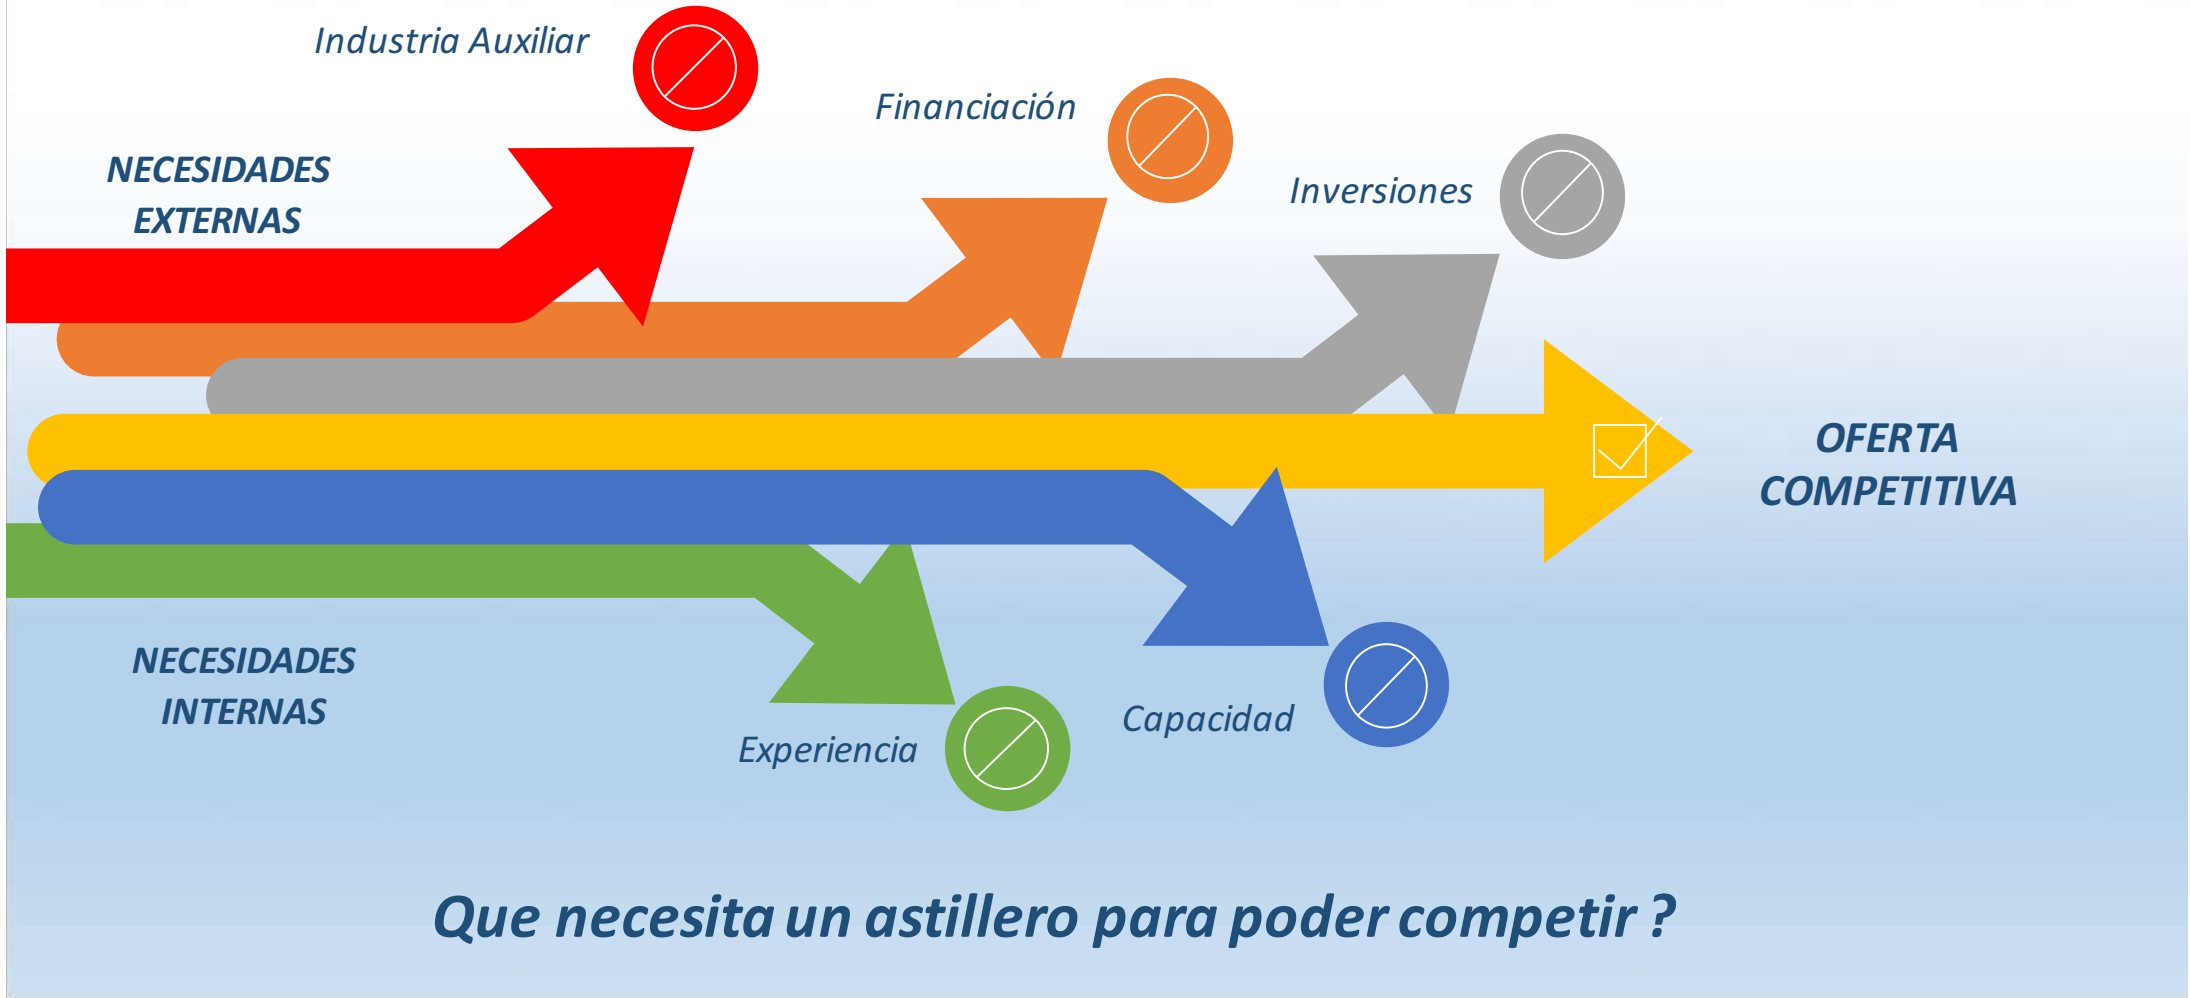 Industria Auxiliar
Financiación
NECESIDADES
EXTERNAS
Inversiones
OFERTA
COMPETITIVA
NECESIDADES
INTERNAS
Capacidad
Experiencia
Que necesita un astillero para poder competir ?